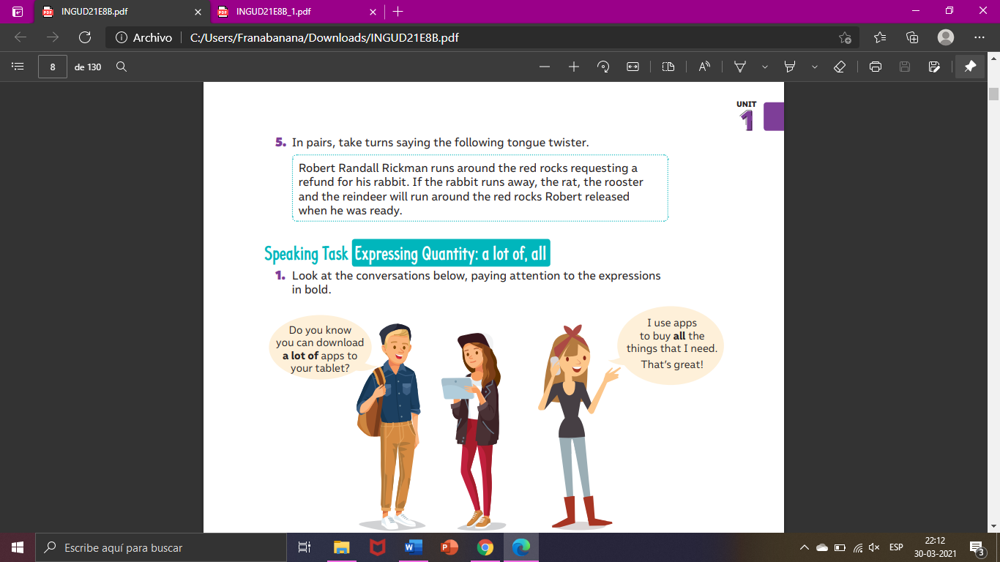 INGUD21E8B.pdf
INGUD21E8B_1.pdf
Archivo
C:/Users/Franabanana/Downloads/INGUD21E8B.pdf
8
de 130
UNIT
1
5. In pairs, take turns saying the following tongue twister.
Robert Randall Rickman runs around the red rocks requesting a
refund for his rabbit. If the rabbit runs away, the rat, the rooster
and the reindeer will run around the red rocks Robert released
when he was ready.
Speaking Task Expressing Quantity: a lot of, all
1. Look at the conversations below, paying attention to the expressions
in bold.
Do you know
you can download
a lot of apps to
your tablet?
I use apps
to buy all the
things that I need.
That's great!
Escribe aquí para buscar
ESP
22:12
30-03-2021
3